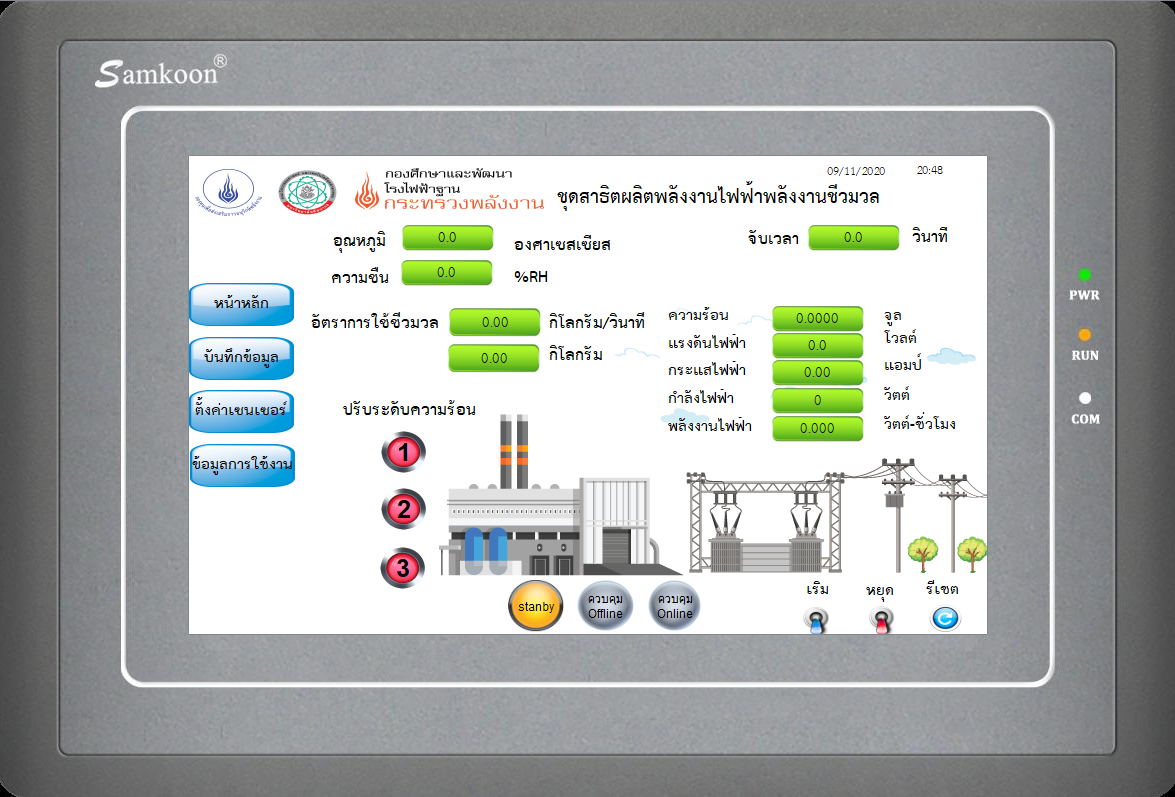 Samkoon®
09/11/2020 20:48
กองศึกษาและพัฒนา
โรงไฟฟ้าฐาน
กระทรวงพลังงาน
ชุดสาธิตผลิตพลังงานไฟฟ้าพลังงานชีวมวล
อุณหภูมิ 0.0 องศาเซสเซียส
จับเวลา 0.0 วินาที
ความชืน 0.0 %RH
หน้าหลัก
บันทึกข้อมูล
ตั้งค่าเซนเซอร์
ข้อมูลการใช้งาน
อัตราการใช้ชีวมวล 0.00 กิโลกรัม/วินาที
0.00 กิโลกรัม
ความร้อน 0.0000 จูล
แรงดันไฟฟ้า 0.0 โวลต์
กระแสไฟฟ้า 0.00 แอมป์
กำลังไฟฟ้า 0 วัตต์
พลังงานไฟฟ้า 0.000 วัตต์-ชั่วโมง
ปรับระดับความร้อน
1
2
3
stanby
ควบคุม
Offline
ควบคุม
Online
เริ่ม
หยุด
รีเซต
PWR
RUN
COM